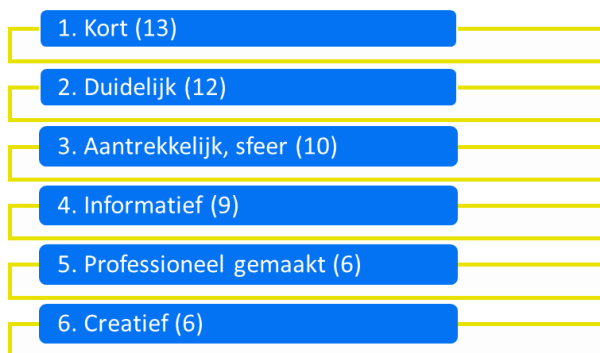 1. Kort (13)
2. Duidelijk (12)
3. Aantrekkelijk, sfeer (10)
4. Informatief (9)
5. Professioneel gemaakt (6)
6. Creatief (6)